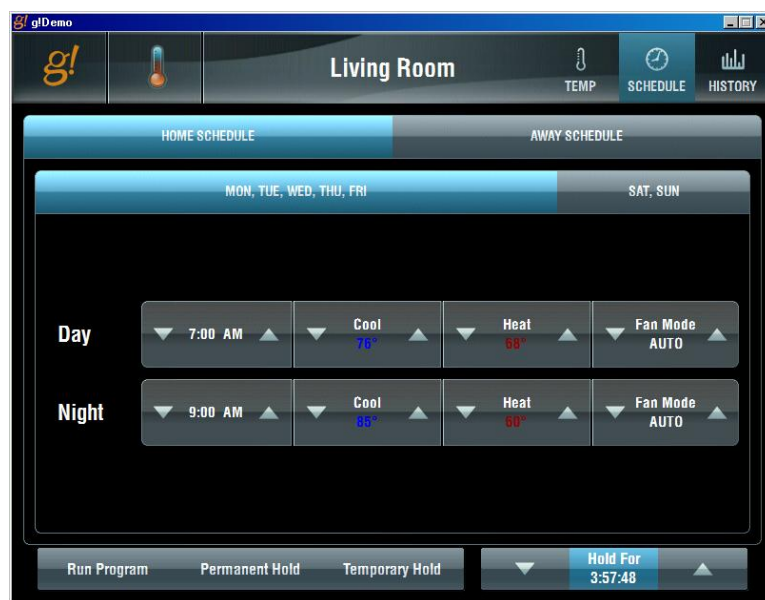 g! g!Demo
g!
Living Room
TEMP
SCHEDULE
HISTORY
HOME SCHEDULE
AWAY SCHEDULE
MON, TUE, WED, THU, FRI
SAT, SUN
Day
7:00 AM
Cool
76°
Heat
68°
Fan Mode
AUTO
Night
9:00 AM
Cool
85°
Heat
60°
Fan Mode
AUTO
Run Program
Permanent Hold
Temporary Hold
Hold For
3:57:48